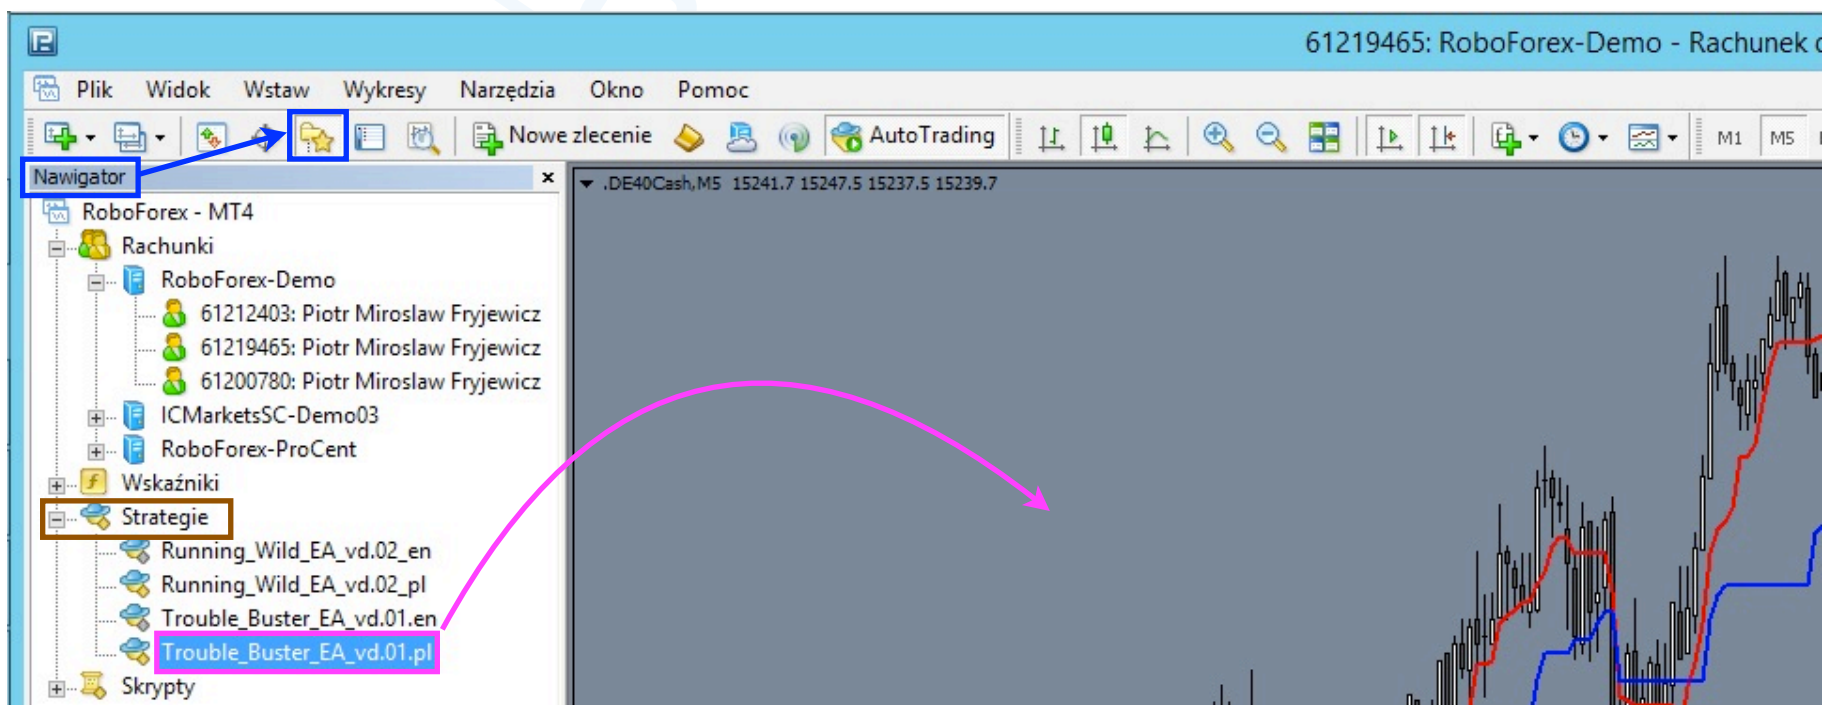 61219465: RoboForex-Demo - Rachunek
Plik Widok Wstaw Wykresy Narzędzia Okno Pomoc
Nowe zlecenie AutoTrading M1 M5
Nawigator
.DE40Cash,M5 15241.7 15247.5 15237.5 15239.7
RoboForex - MT4
Rachunki
RoboForex-Demo
61212403: Piotr Miroslaw Fryjewicz
61219465: Piotr Miroslaw Fryjewicz
61200780: Piotr Miroslaw Fryjewicz
ICMarketsSC-Demo03
RoboForex-ProCent
Wskaźniki
Strategie
Running_Wild_EA_vd.02_en
Running_Wild_EA_vd.02_pl
Trouble_Buster_EA_vd.01.en
Trouble_Buster_EA_vd.01.pl
Skrypty